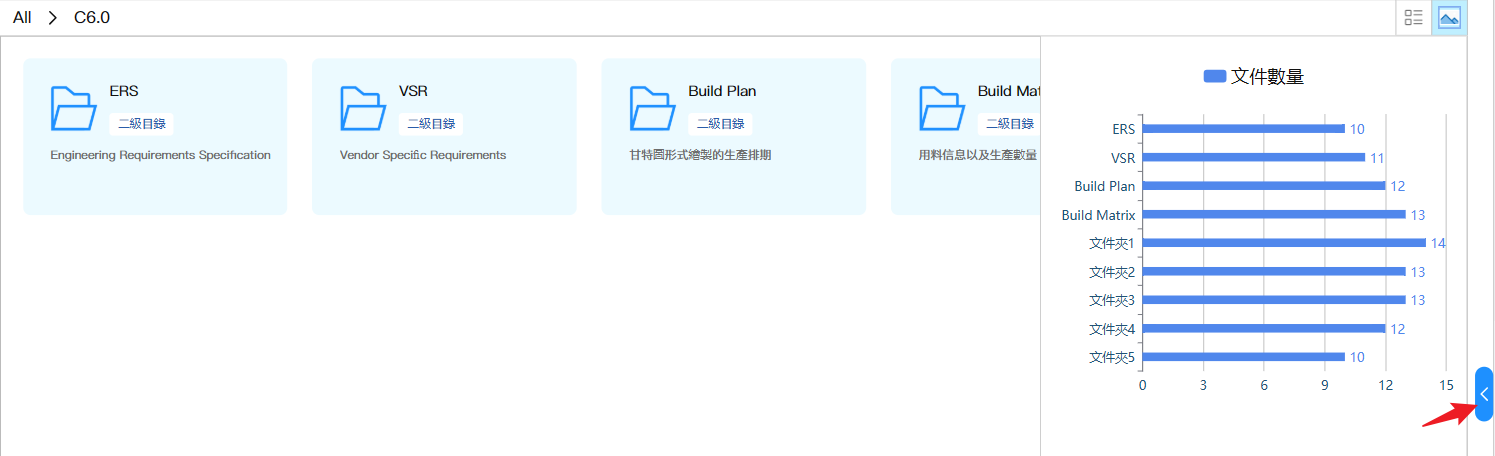 All > C6.0
ERS
二級目錄
Engineering Requirements Specification
VSR
二級目錄
Vendor Specific Requirements
Build Plan
二級目錄
甘特圖形式繪製的生產排期
Build Mat
二級目錄
用料信息以及生產數量
文件數量
ERS 10
VSR 11
Build Plan 12
Build Matrix 13
文件夾1 14
文件夾2 13
文件夾3 13
文件夾4 12
文件夾5 10
0 3 6 9 12 15